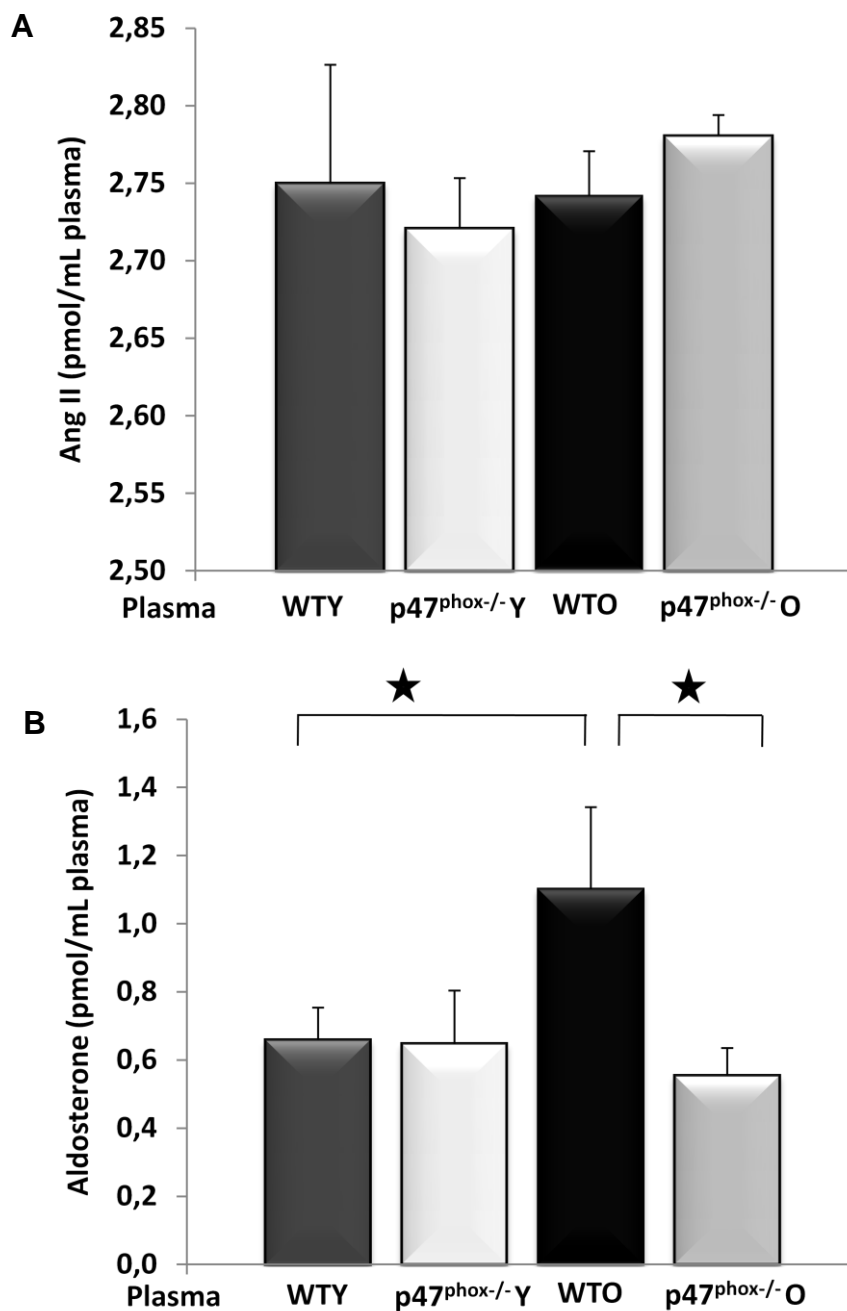 A
Ang II (pmol/mL plasma)
2,85
2,80
2,75
2,70
2,65
2,60
2,55
2,50
Plasma WTY p47phox-/- Y WTO p47phox-/- O
B
Aldosterone (pmol/mL plasma)
1,6
1,4
1,2
1,0
0,8
0,6
0,4
0,2
0,0
Plasma WTY p47phox-/- Y WTO p47phox-/- O